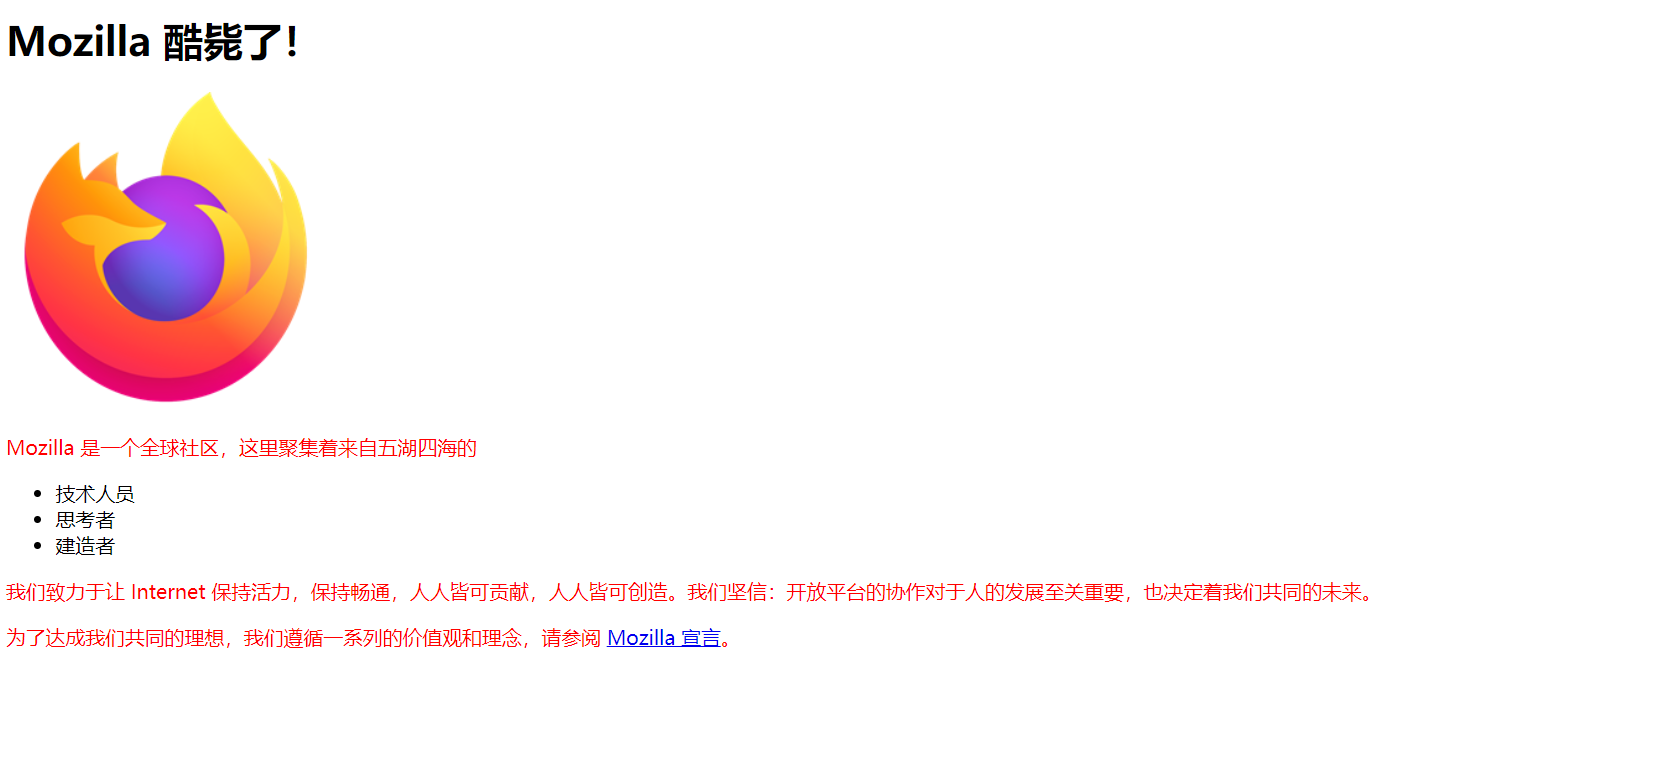 Mozilla 酷毙了！
Mozilla 是一个全球社区，这里聚集着来自五湖四海的
技术人员
思考者
建造者
我们致力于让 Internet 保持活力，保持畅通，人人皆可贡献，人人皆可创造。我们坚信：开放平台的协作对于人的发展至关重要，也决定着我们共同的未来。
为了达成我们共同的理想，我们遵循一系列的价值观和理念，请参阅 Mozilla 宣言。